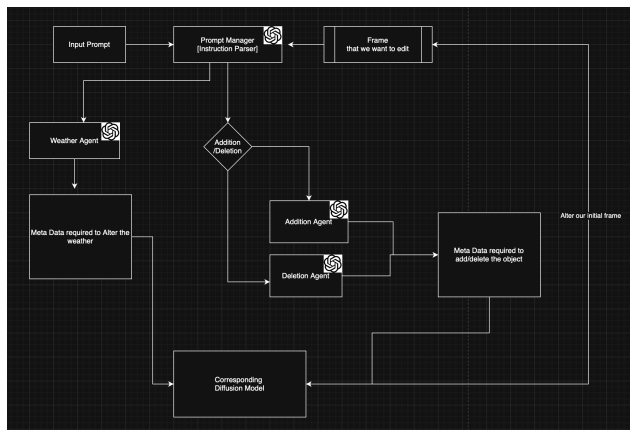 Input Prompt
Prompt Manager
[Instruction Parser]
Frame
that we want to edit
Weather Agent
Addition
/Deletion
Addition Agent
Alter our initial frame
Meta Data required to Alter the
weather
Meta Data required to
add/delete the object
Deletion Agent
Corresponding
Diffusion Model